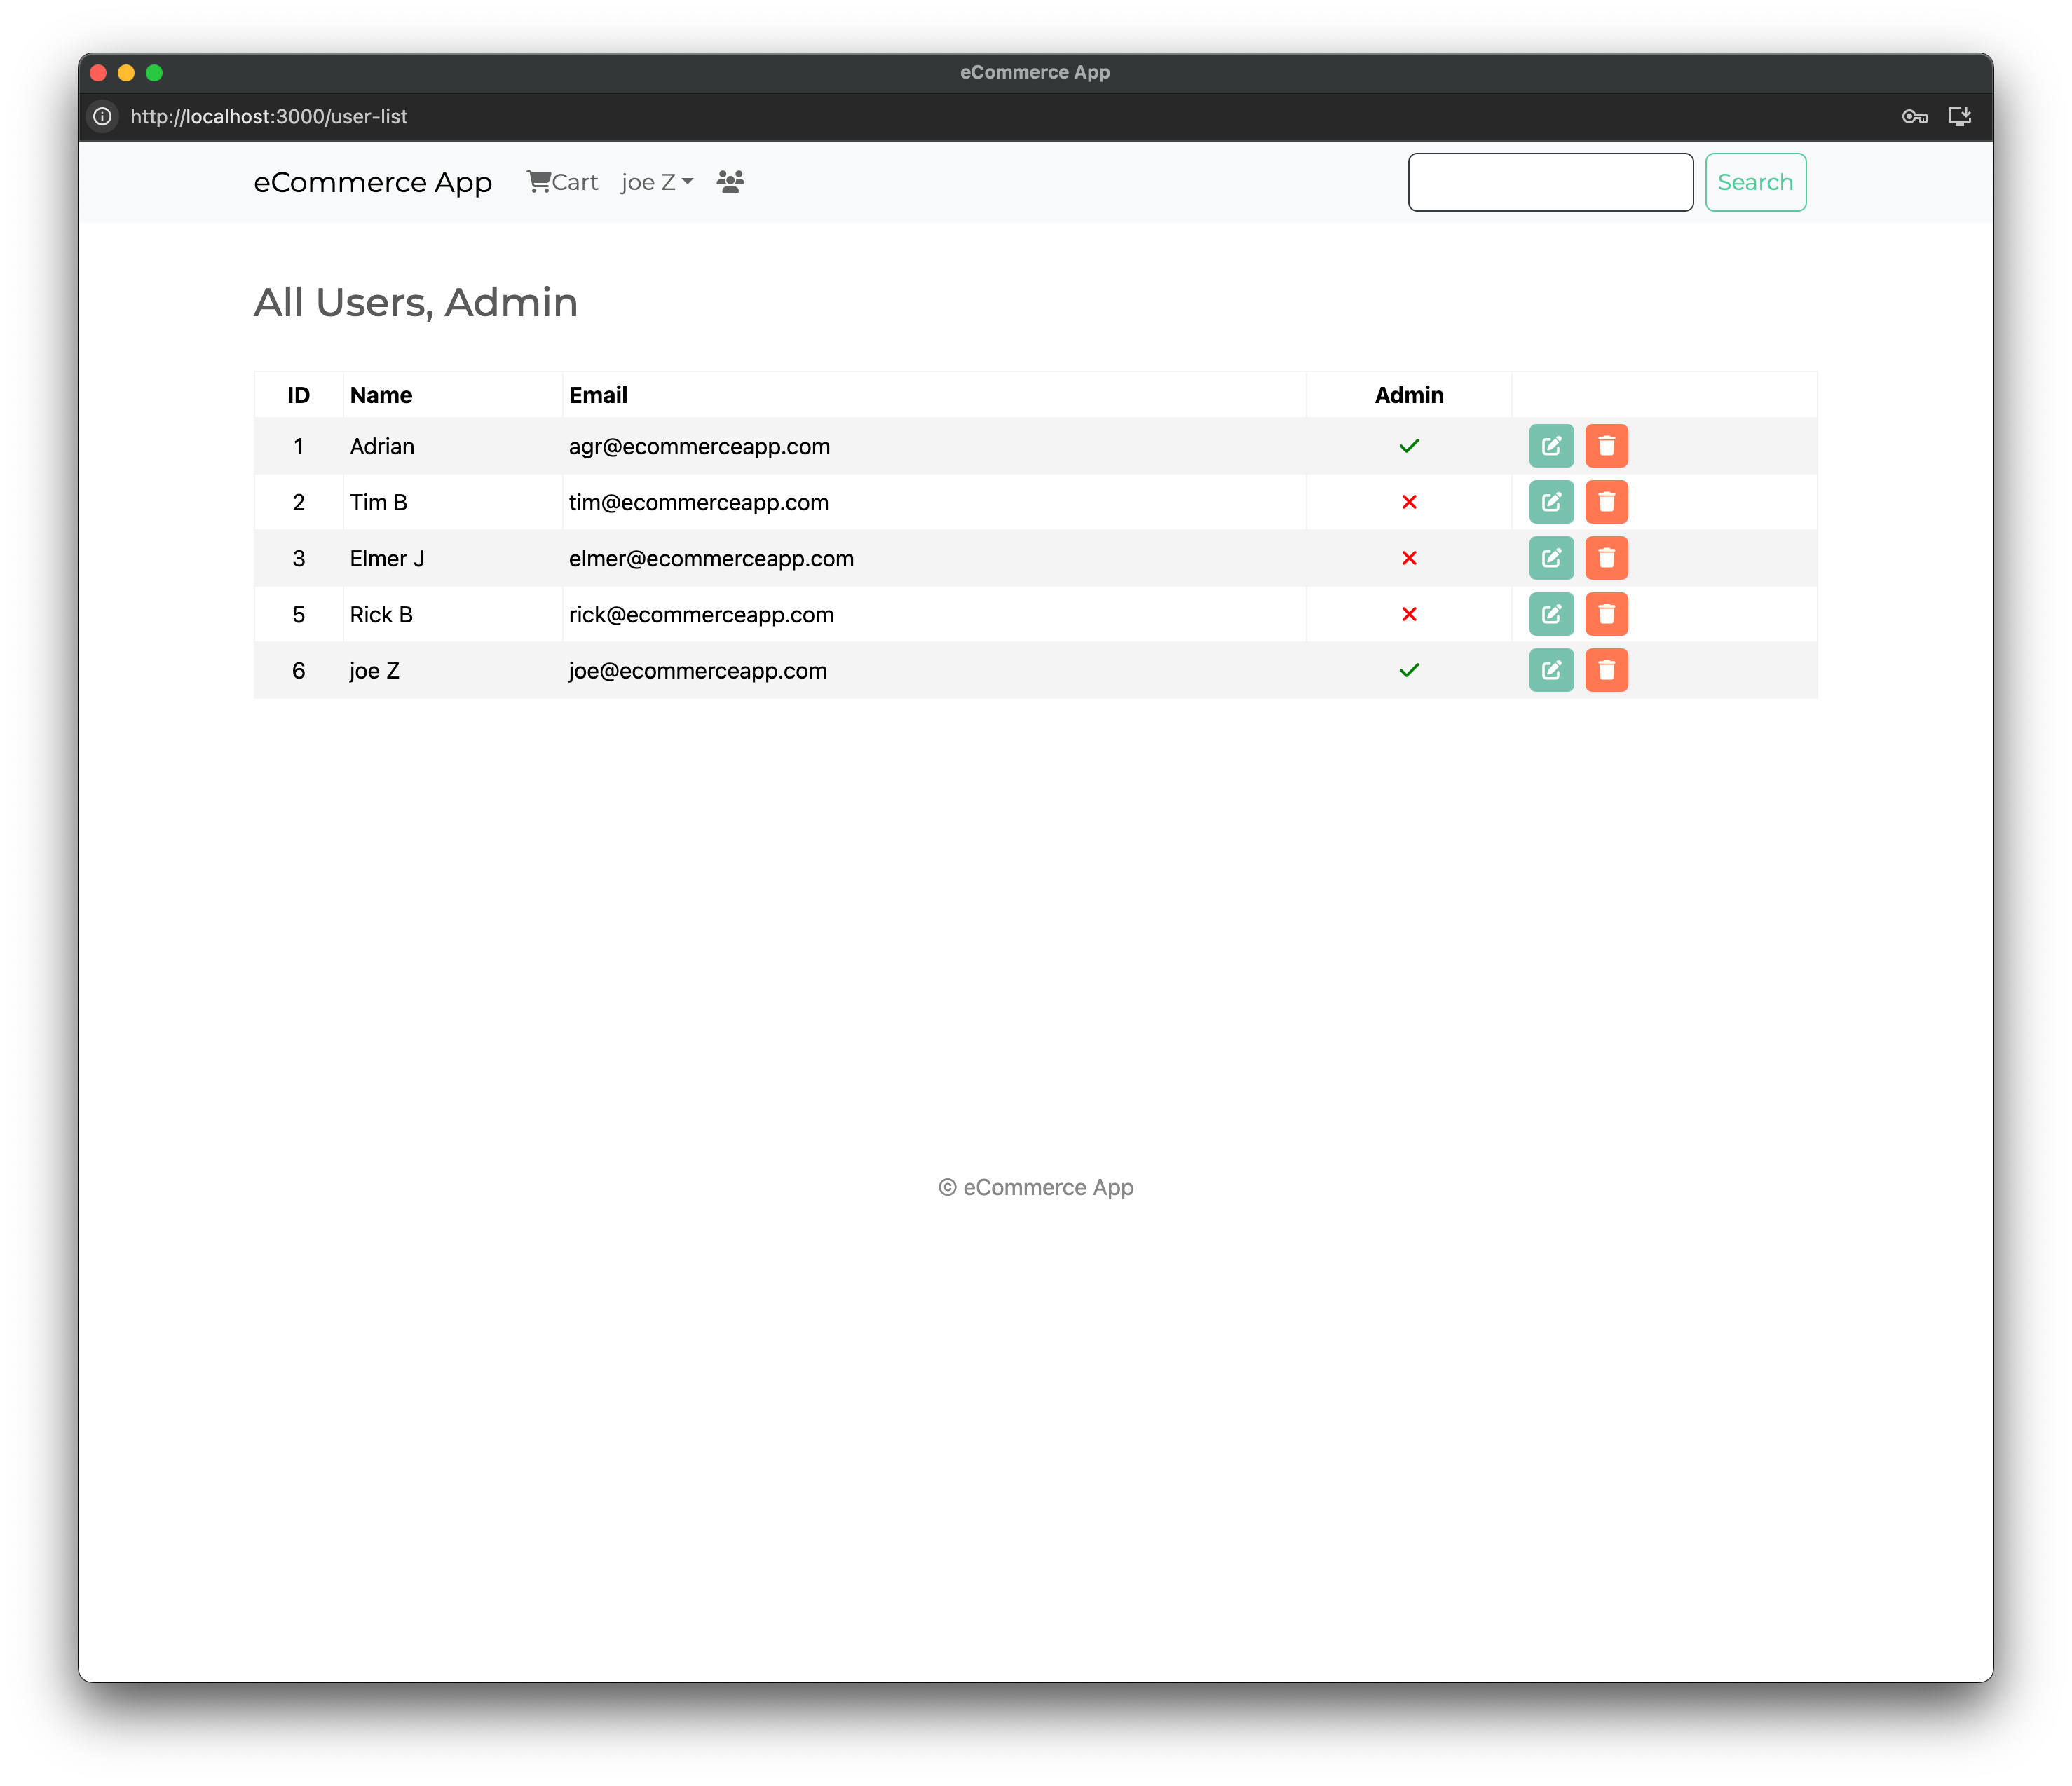 eCommerce App
http://localhost:3000/user-list
eCommerce App Cart joe Z Search
All Users, Admin
ID Name Email Admin
1 Adrian agr@ecommerceapp.com
2 Tim B tim@ecommerceapp.com
3 Elmer J elmer@ecommerceapp.com
5 Rick B rick@ecommerceapp.com
6 joe Z joe@ecommerceapp.com
© eCommerce App